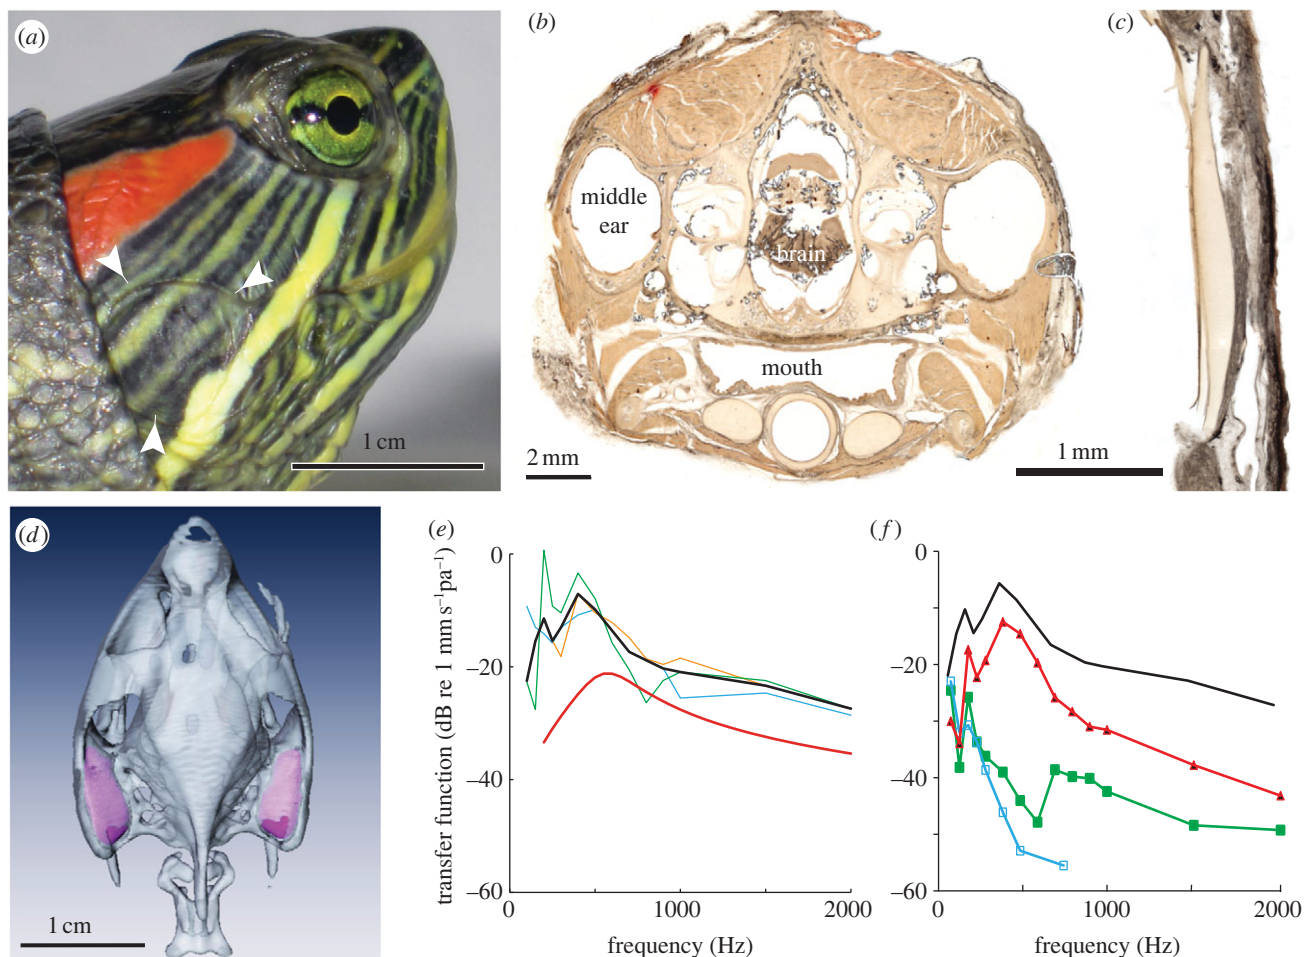 (a)
1 cm
(b)
middle
ear
brain
mouth
2 mm
(c)
1 mm
(d)
1 cm
(e)
transfer function (dB re 1 mm s⁻¹pa⁻¹)
0
−20
−40
−60
0
1000
2000
frequency (Hz)
(f)
0
−20
−40
−60
0
1000
2000
frequency (Hz)